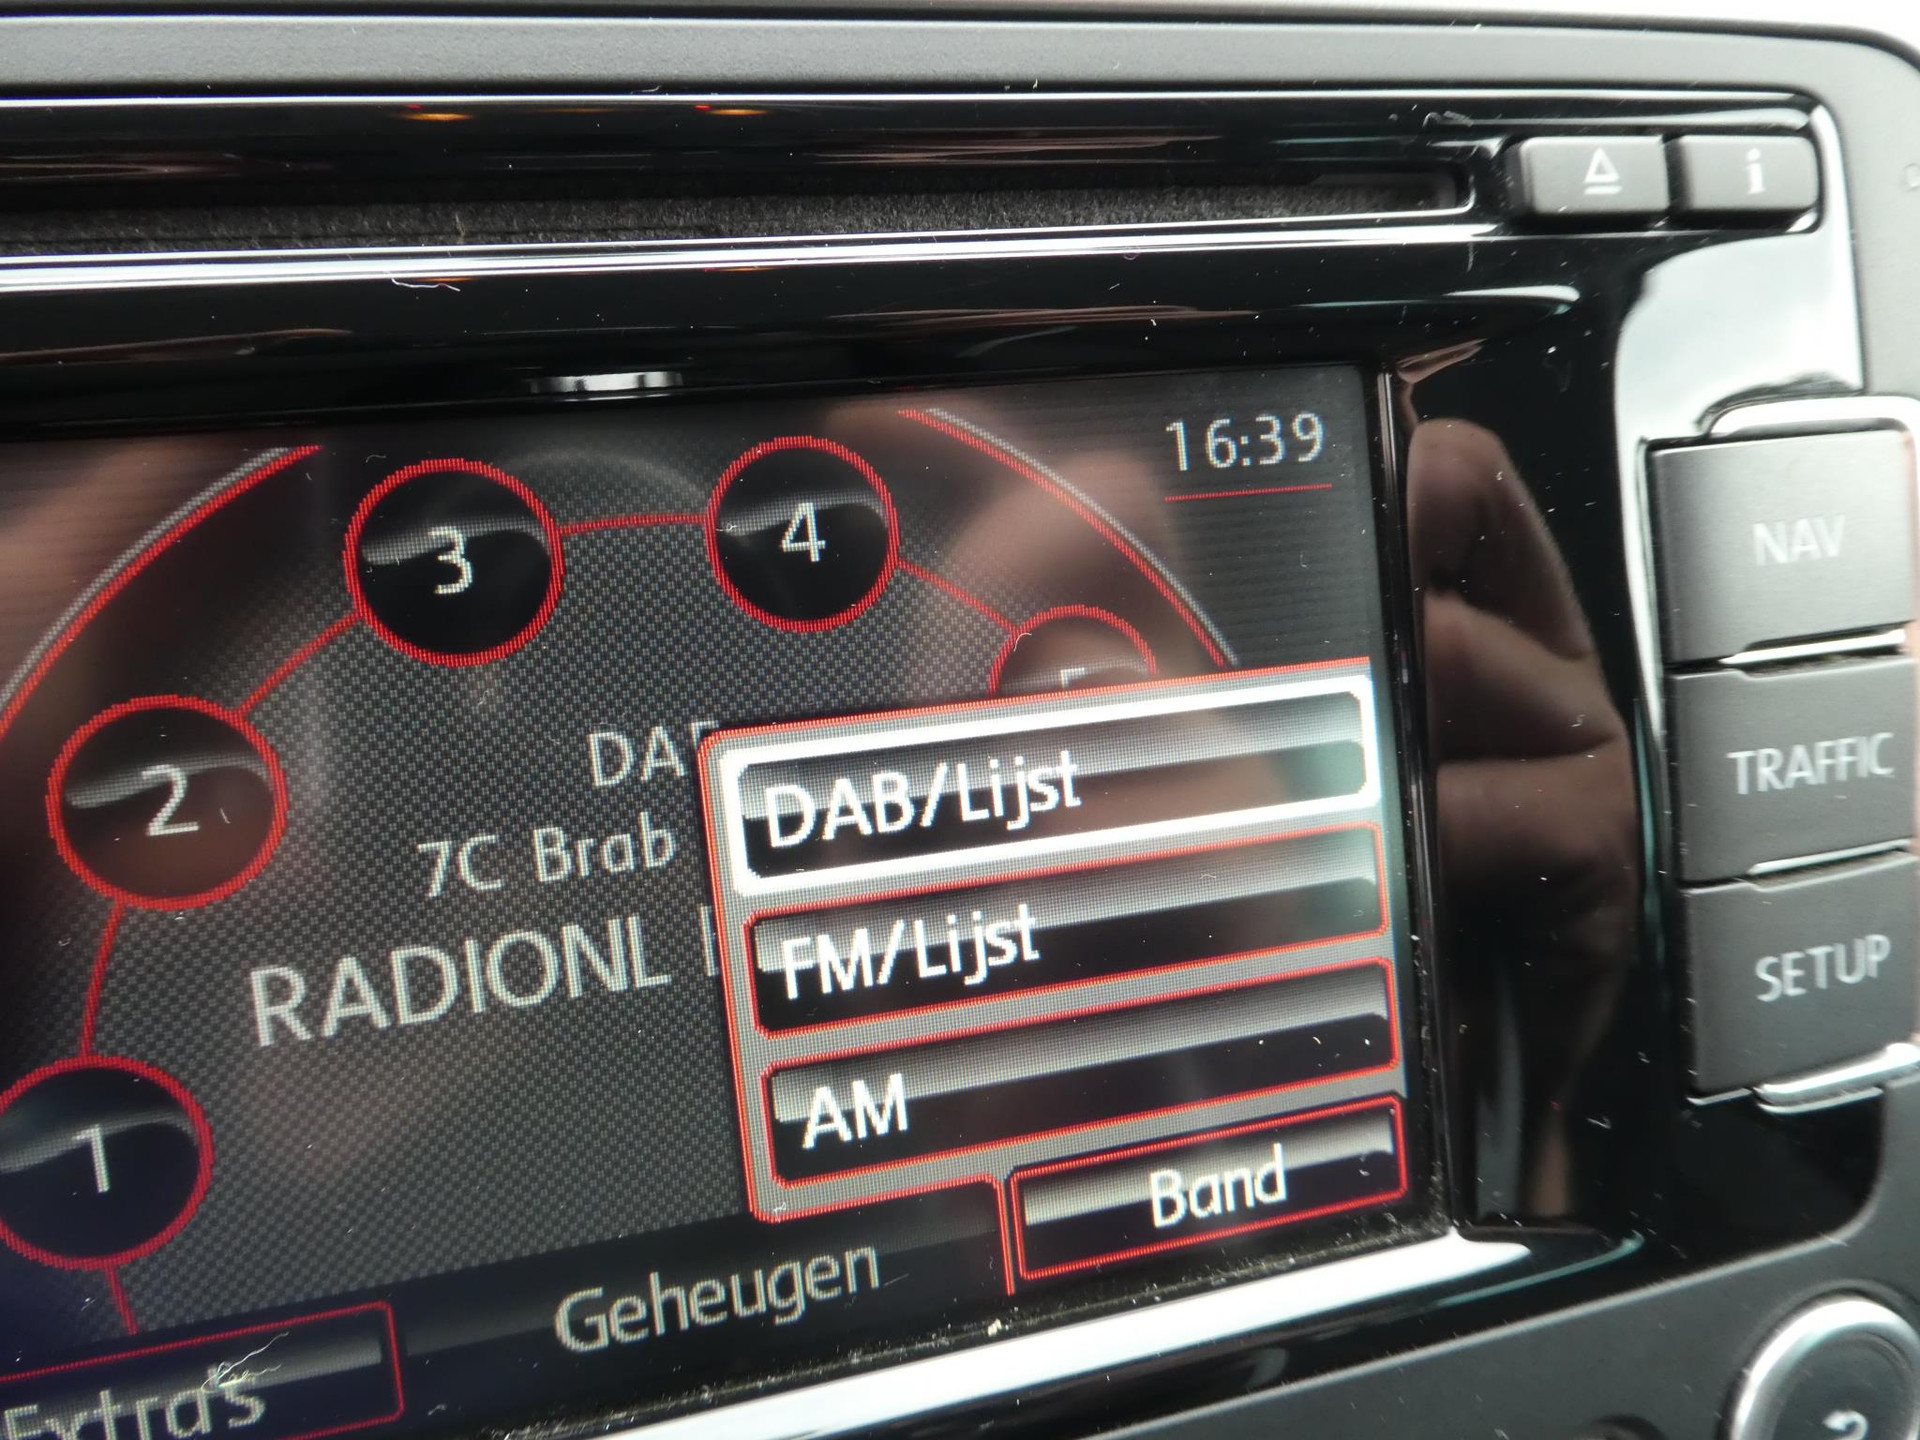 i
16:39
3
4
NAV
2
DAB/Lijst
TRAFFIC
7C Brab
FM/Lijst
RADIONL
SETUP
1
AM
Band
Geheugen
Extra's